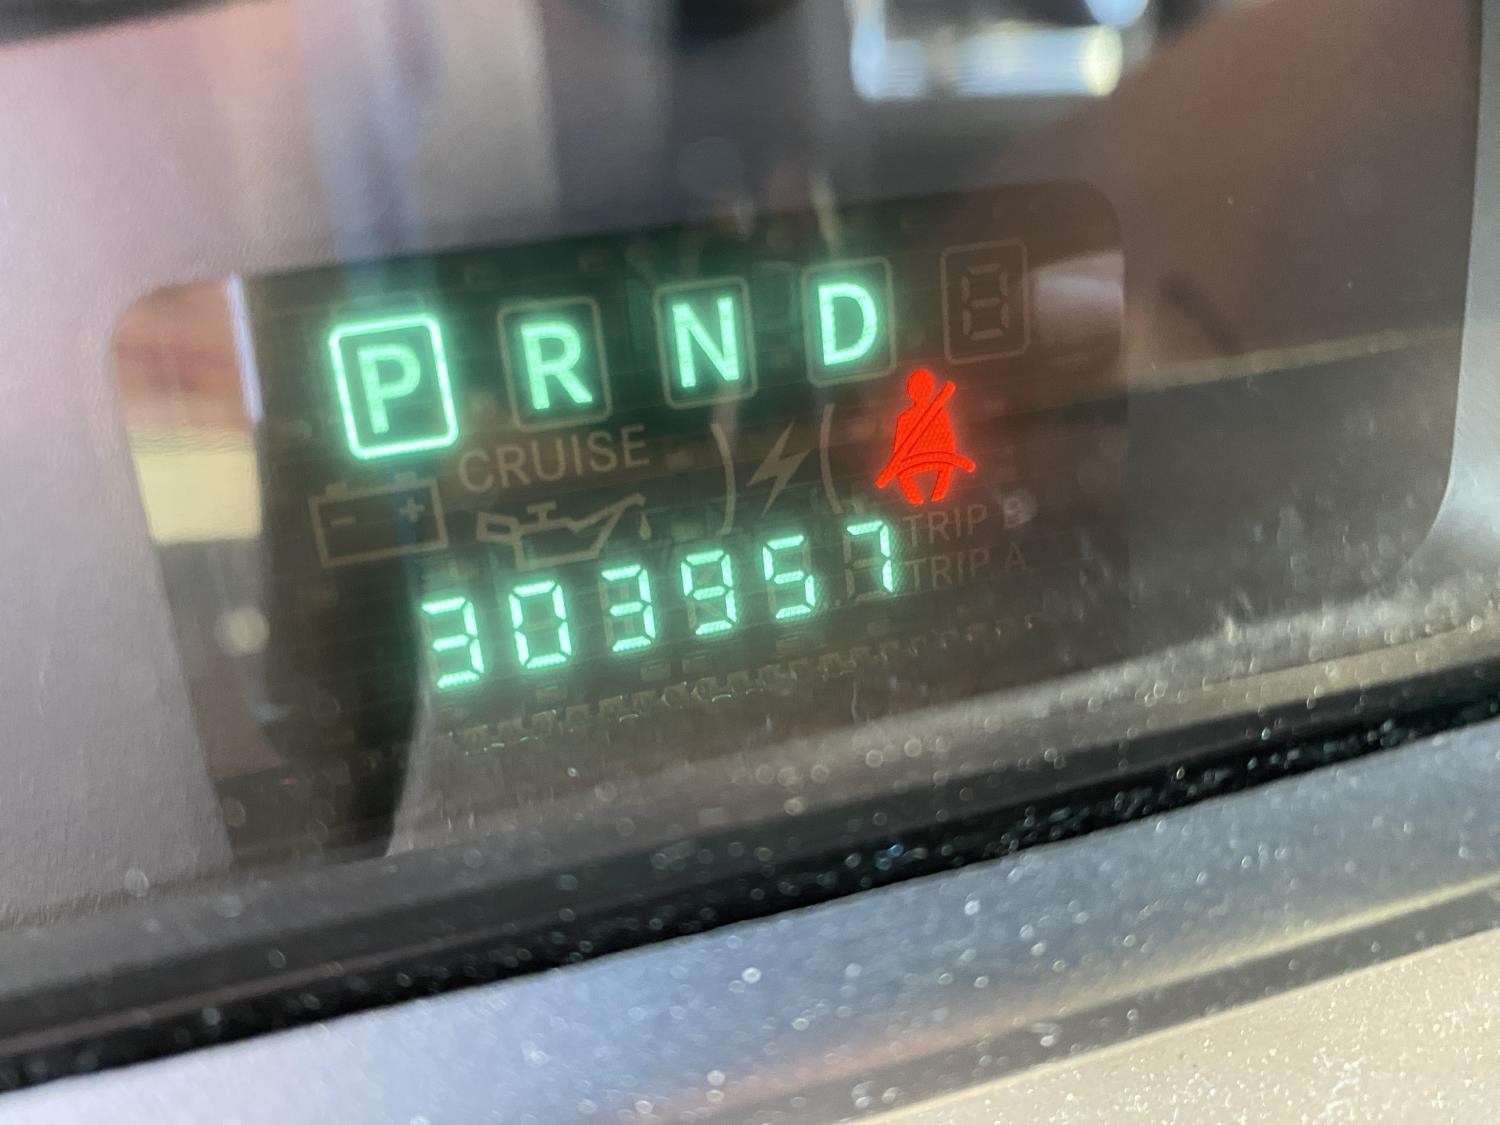 P R N D
CRUISE
TRIP B
303957 TRIP A